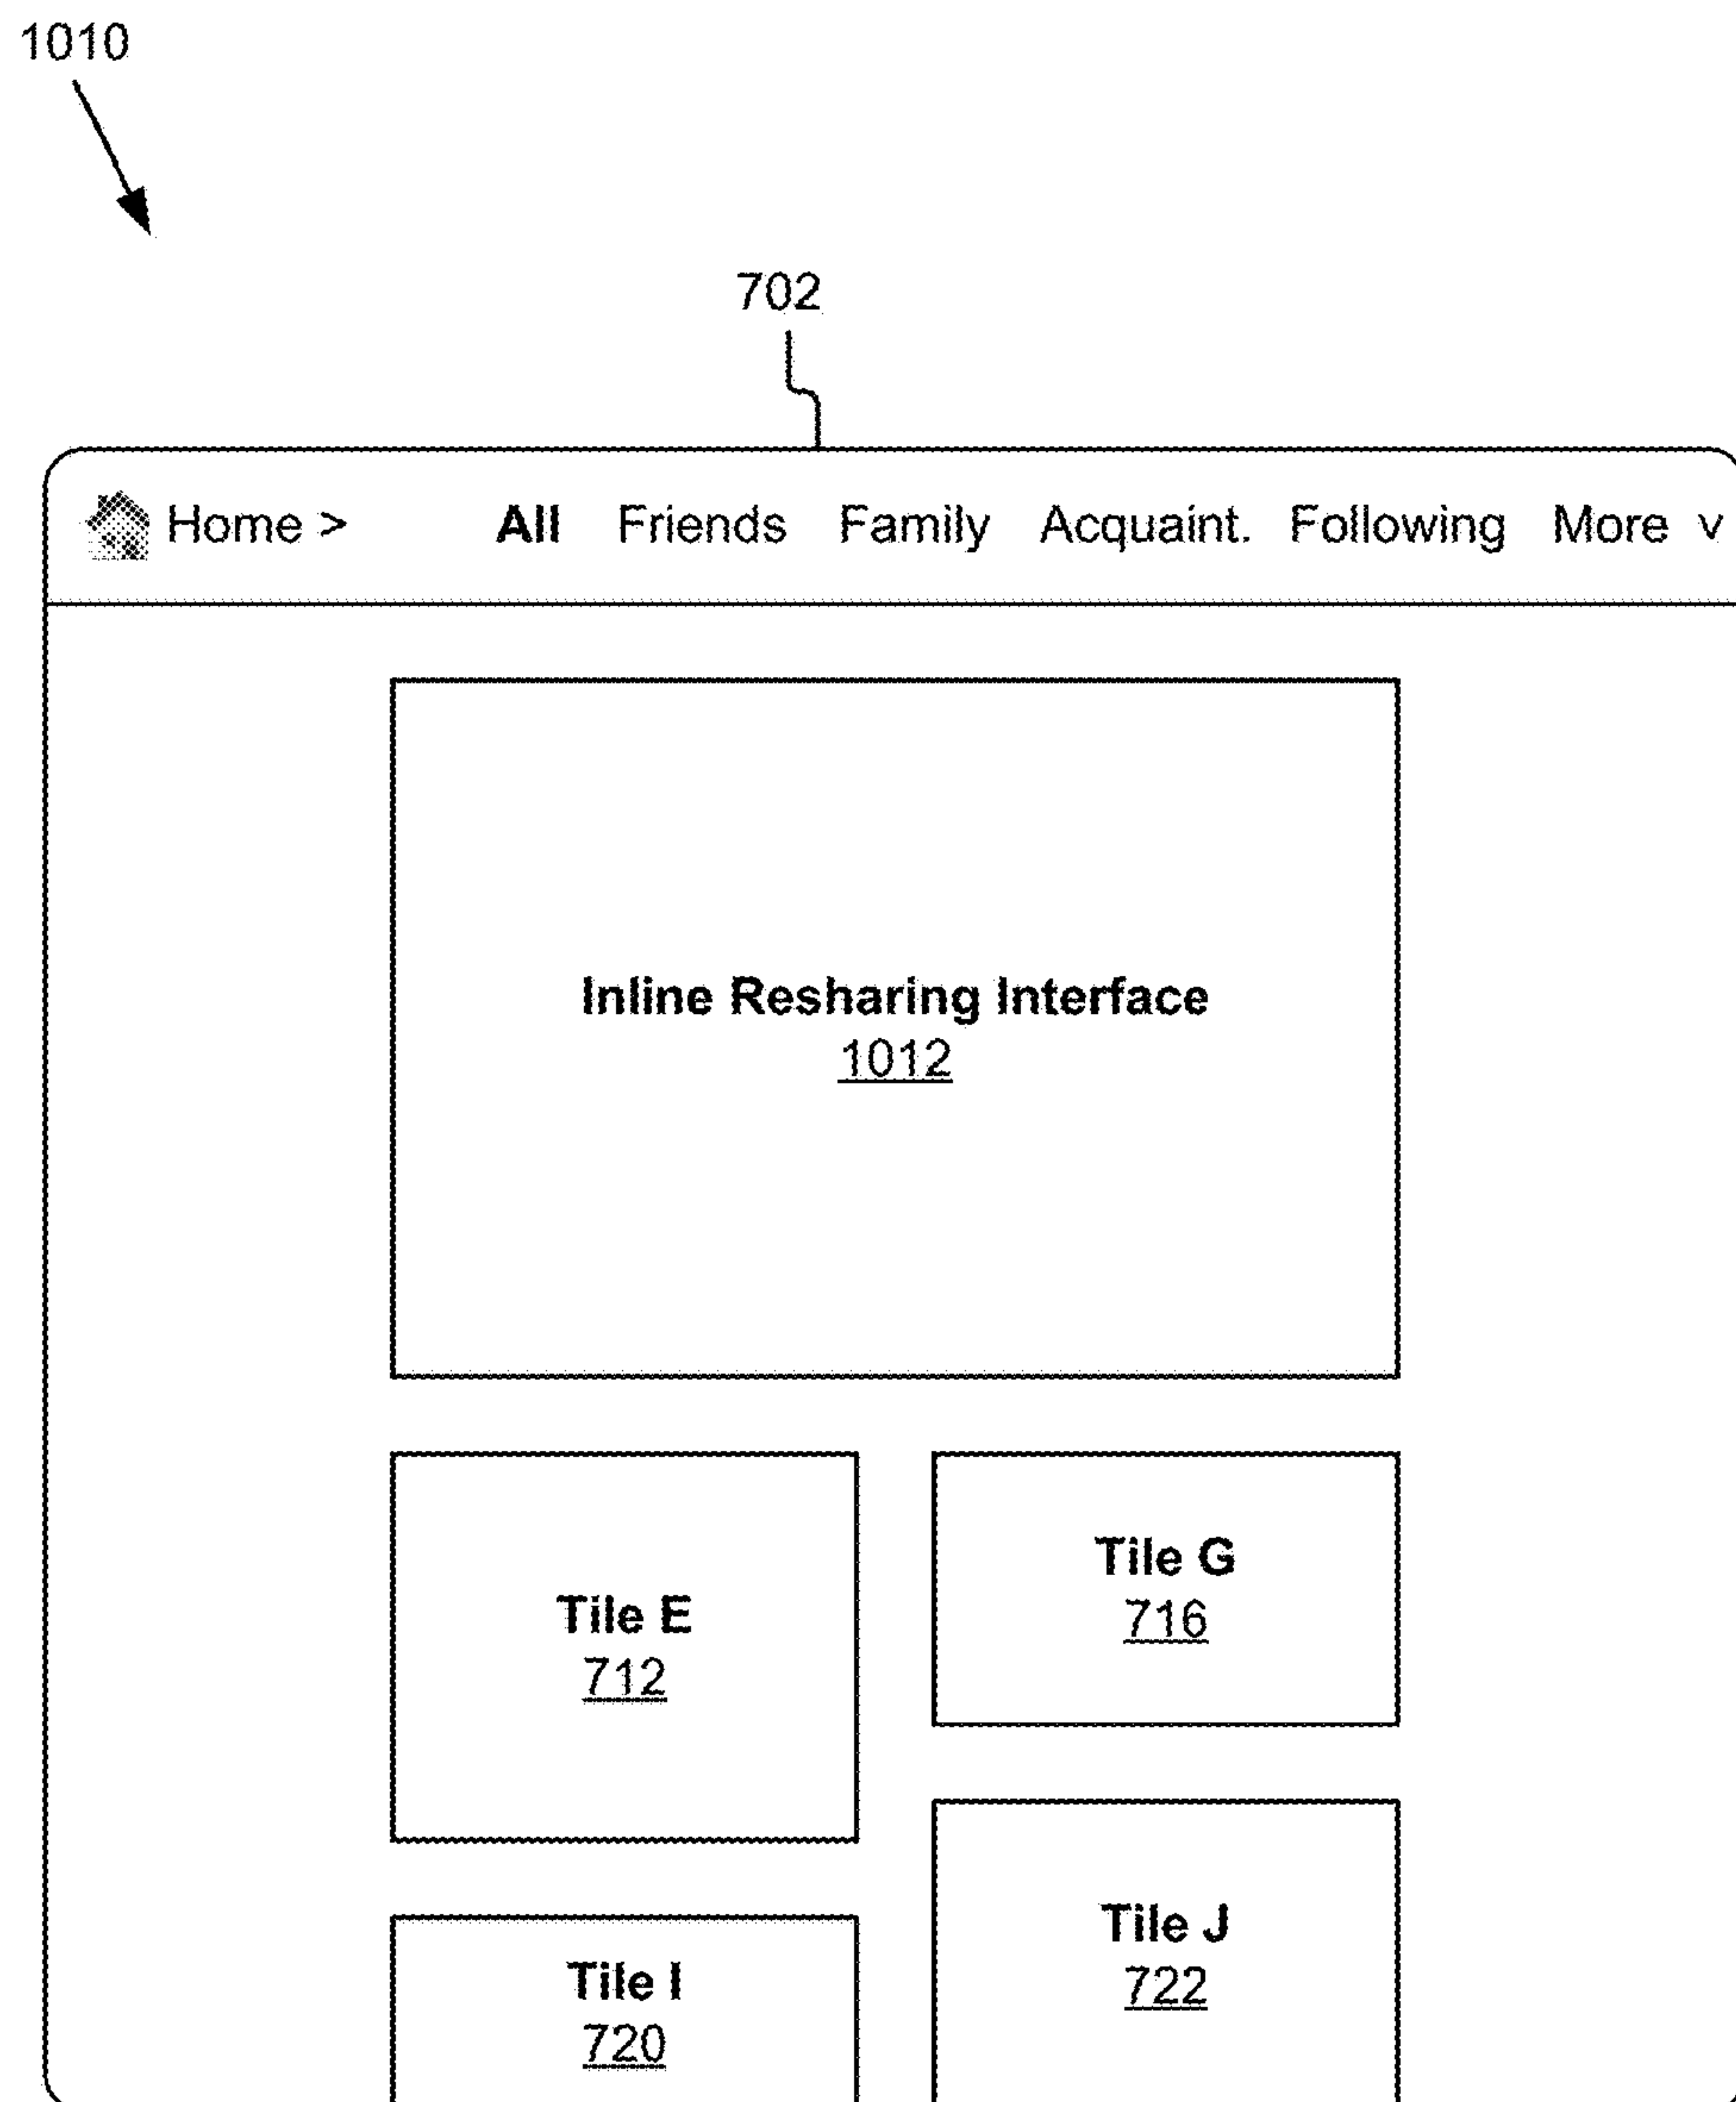 1010
702
Home > All Friends Family Acquaint. Following More v
Inline Resharing Interface
1012
Tile E
712
Tile G
716
Tile I
720
Tile J
722